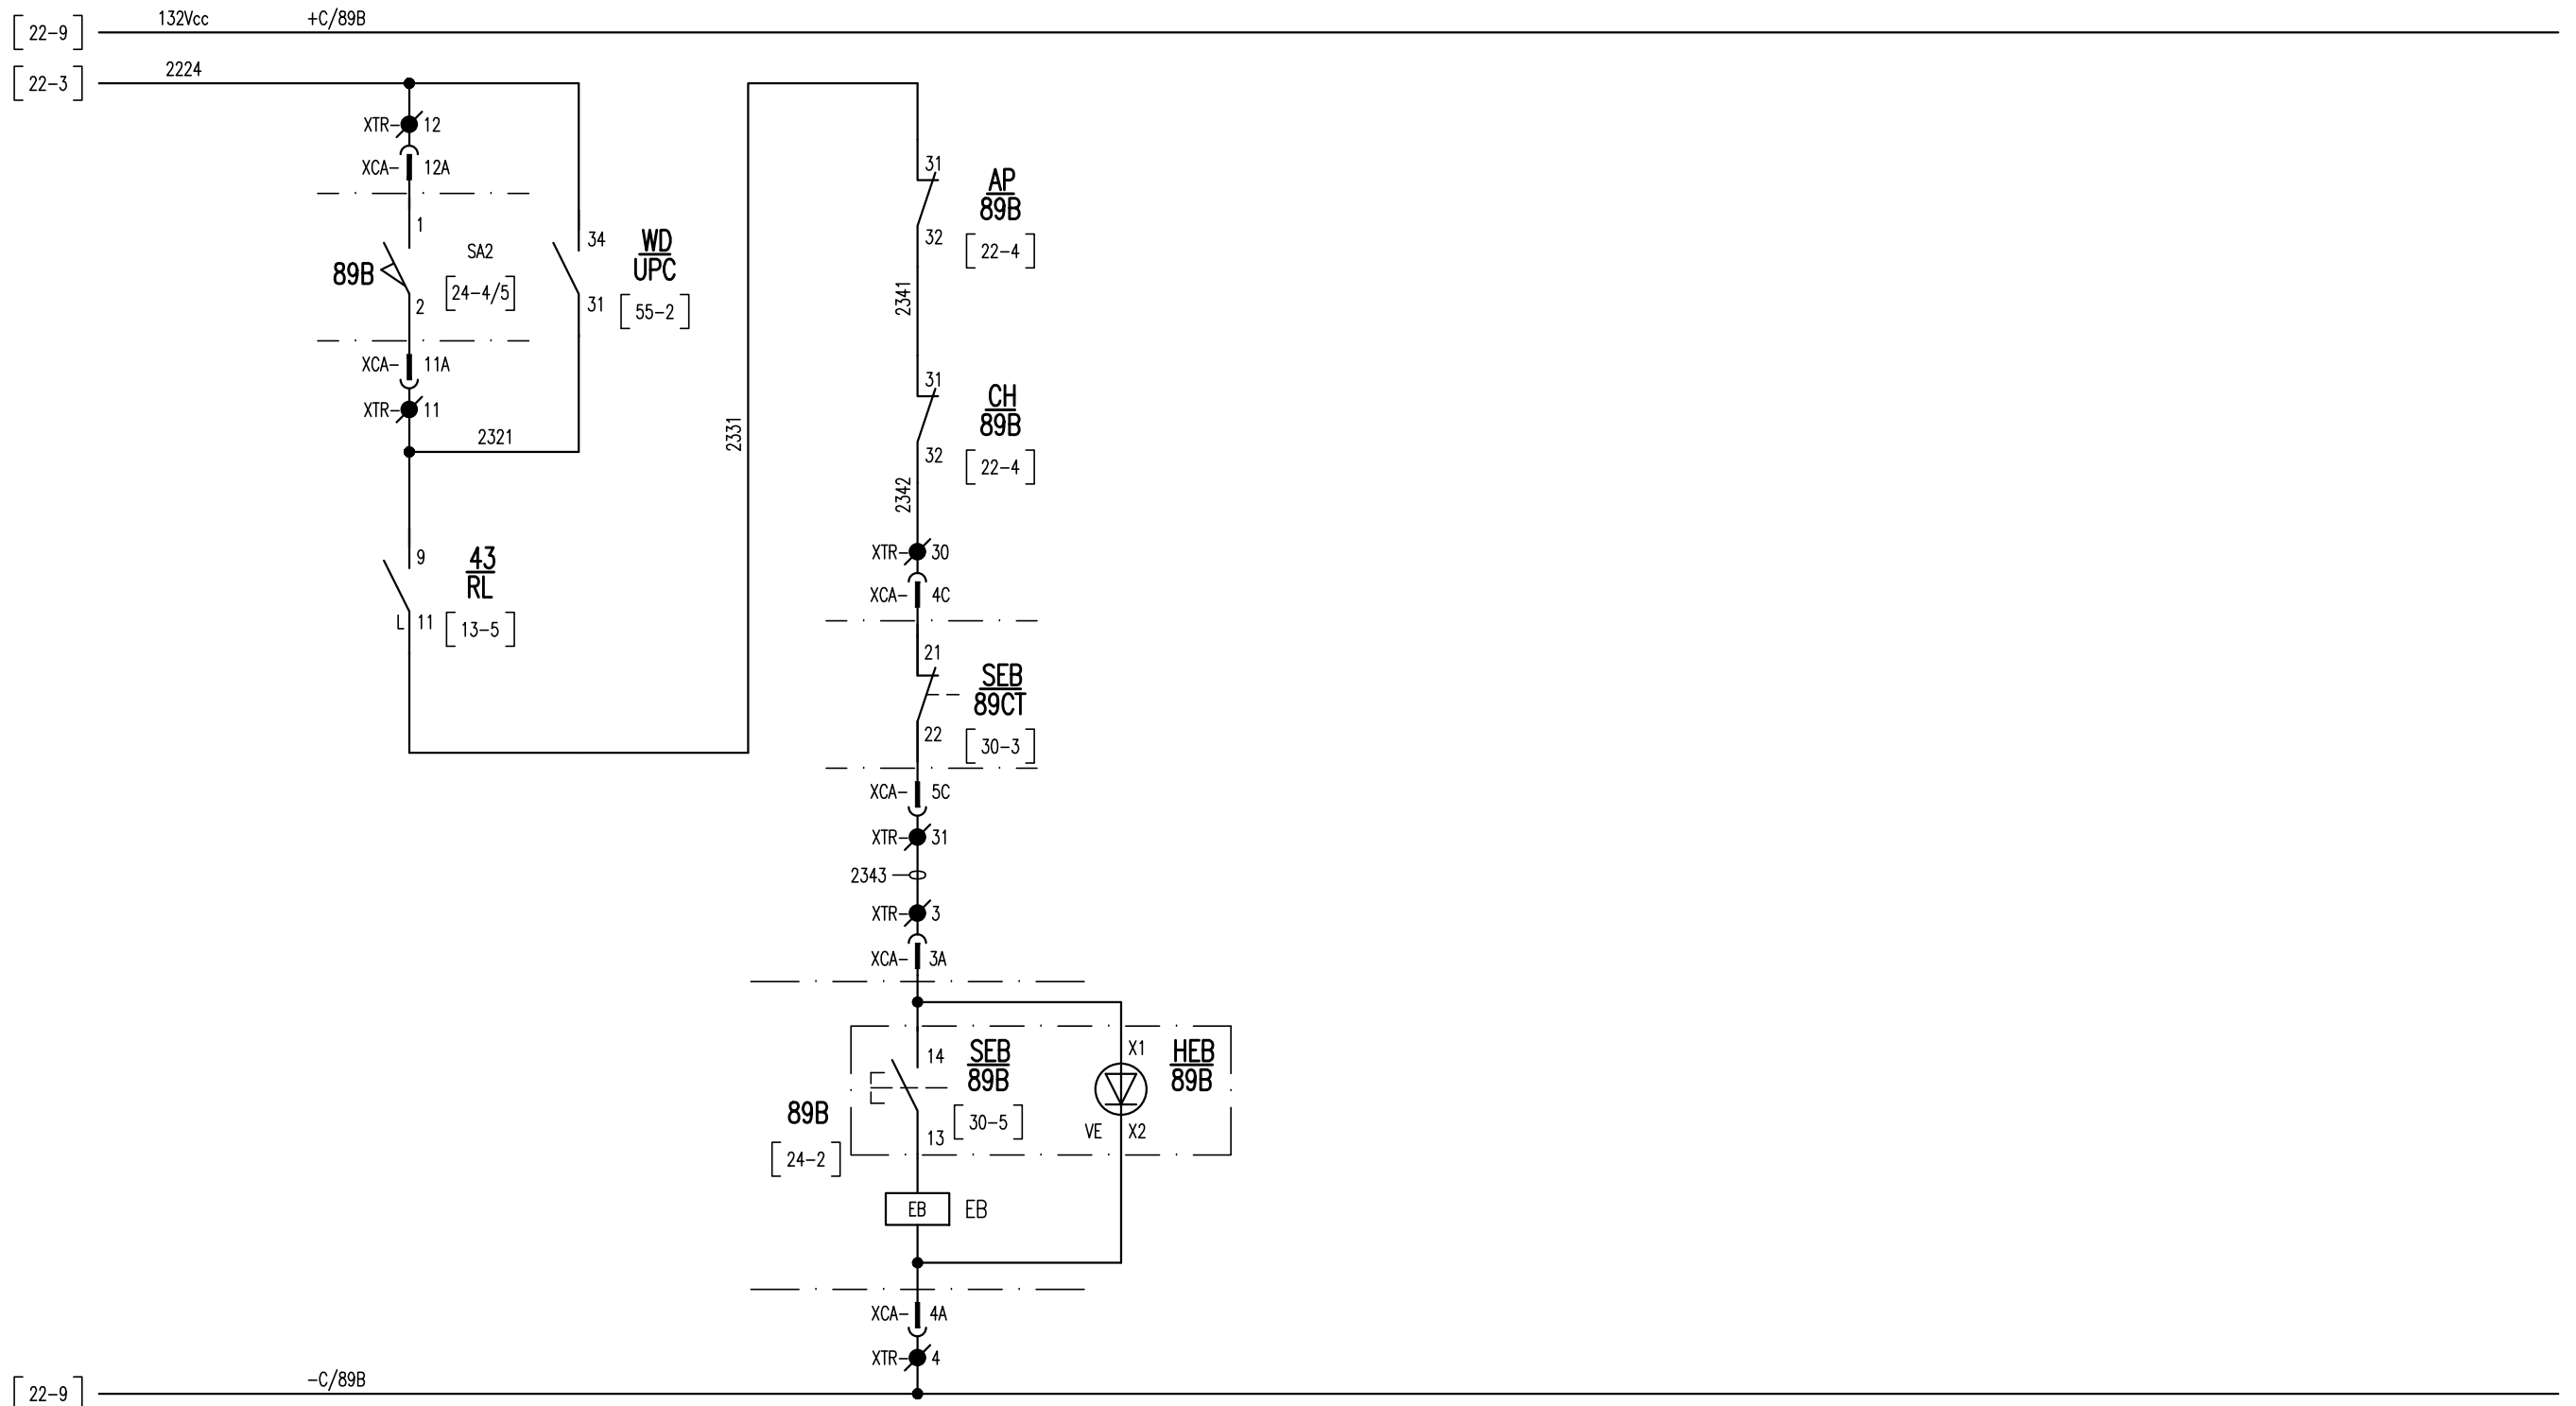 22-9
132Vcc
+C/89B
22-3
2224
XTR-
12
XCA-
12A
1
89B
SA2
24-4/5
2
XCA-
11A
XTR-
11
2321
34
WD
UPC
31
55-2
9
43
RL
L
11
13-5
2331
31
AP
89B
32
22-4
2341
31
CH
89B
32
22-4
2342
XTR-
30
XCA-
4C
21
SEB
89CT
22
30-3
XCA-
5C
XTR-
31
2343
XTR-
3
XCA-
3A
14
SEB
89B
X1
HEB
89B
89B
30-5
VE
X2
13
24-2
EB
EB
XCA-
4A
XTR-
4
22-9
-C/89B